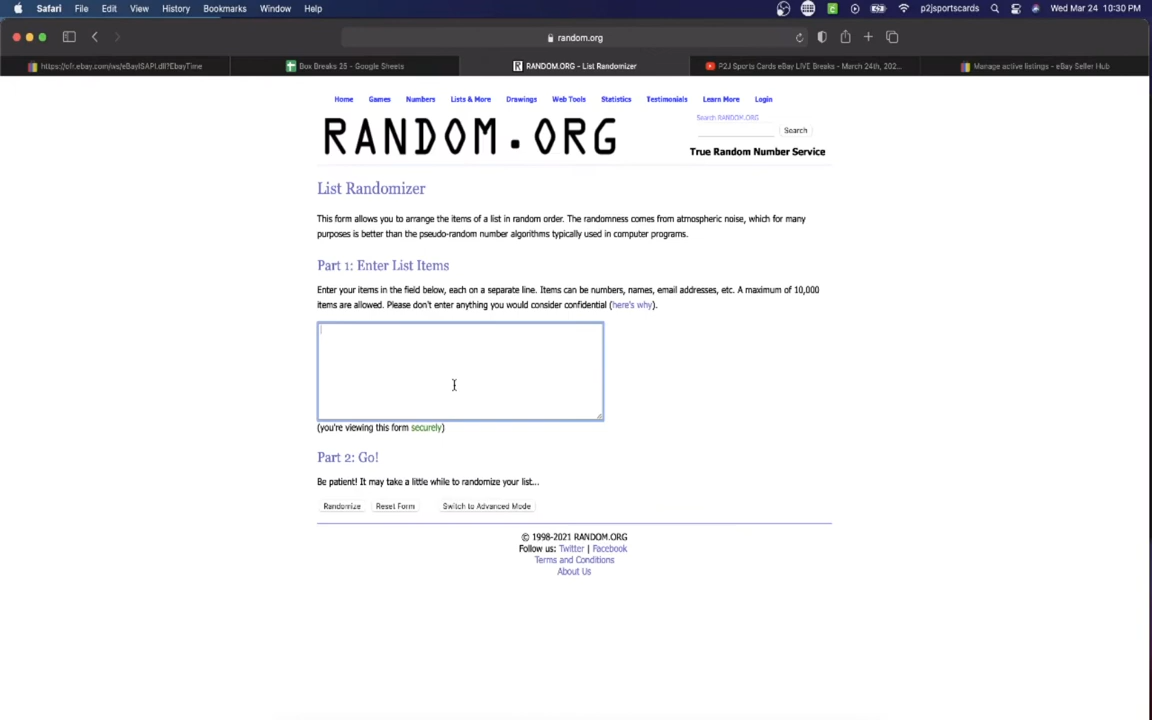 Safari File Edit View History Bookmarks Window Help p2jsportscards Wed Mar 24 10:30 PM
random.org
https://ofr.ebay.com/ws/eBayISAPI.dll?EbayTime
Box Breaks 25 - Google Sheets
RANDOM.ORG - List Randomizer
P2J Sports Cards eBay LIVE Breaks - March 24th, 202...
Manage active listings - eBay Seller Hub
Home Games Numbers Lists & More Drawings Web Tools Statistics Testimonials Learn More Login
RANDOM.ORG
Search RANDOM.ORG
Search
True Random Number Service
List Randomizer
This form allows you to arrange the items of a list in random order. The randomness comes from atmospheric noise, which for many
purposes is better than the pseudo-random number algorithms typically used in computer programs.
Part 1: Enter List Items
Enter your items in the field below, each on a separate line. Items can be numbers, names, email addresses, etc. A maximum of 10,000
items are allowed. Please don't enter anything you would consider confidential (here's why).
(you're viewing this form securely)
Part 2: Go!
Be patient! It may take a little while to randomize your list...
Randomize Reset Form Switch to Advanced Mode
© 1998-2021 RANDOM.ORG
Follow us: Twitter | Facebook
Terms and Conditions
About Us